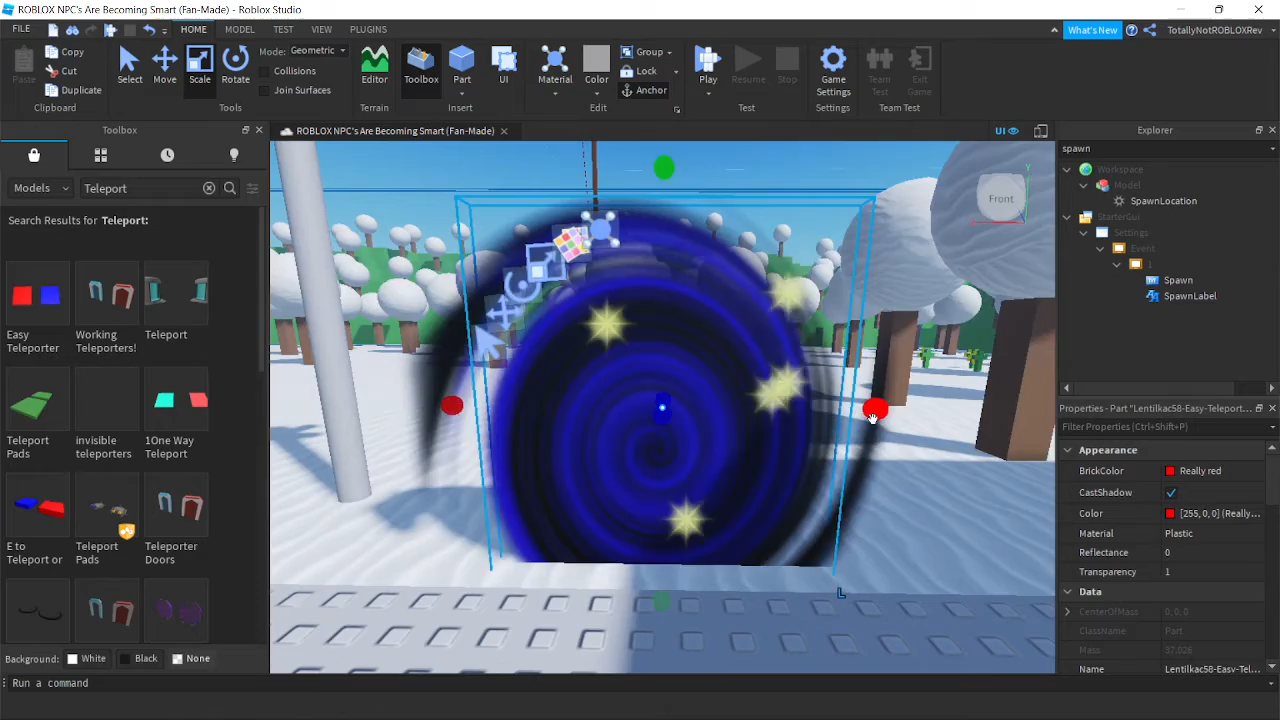 ROBLOX NPC's Are Becoming Smart (Fan-Made) - Roblox Studio
FILE HOME MODEL TEST VIEW PLUGINS What's New TotallyNotROBLOXRev
Paste Copy Cut Duplicate
Clipboard
Select Move Scale Rotate Mode: Geometric Collisions Join Surfaces
Tools
Editor
Terrain
Toolbox Part UI
Insert
Material Color Group Lock Anchor
Edit
Play Resume Stop
Test
Game Settings
Settings
Team Test Exit Game
Team Test
Toolbox
Models Teleport
Search Results for Teleport:
Easy Teleporter
Working Teleporters!
Teleport
Teleport Pads
invisible teleporters
1One Way Teleport
E to Teleport or
Teleport Pads
Teleporter Doors
Background: White Black None
Run a command
ROBLOX NPC's Are Becoming Smart (Fan-Made)
UI
Front
Y
L
Explorer
spawn
Workspace
Model
SpawnLocation
StarterGui
Settings
Event
Spawn
SpawnLabel
Properties - Part "Lentilkac58-Easy-Teleport...
Filter Properties (Ctrl+Shift+P)
Appearance
BrickColor Really red
CastShadow
Color [255, 0, 0] (Really...
Material Plastic
Reflectance 0
Transparency 1
Data
CenterOfMass 0, 0, 0
ClassName Part
Mass 37,026
Name Lentilkac58-Easy-Tel...